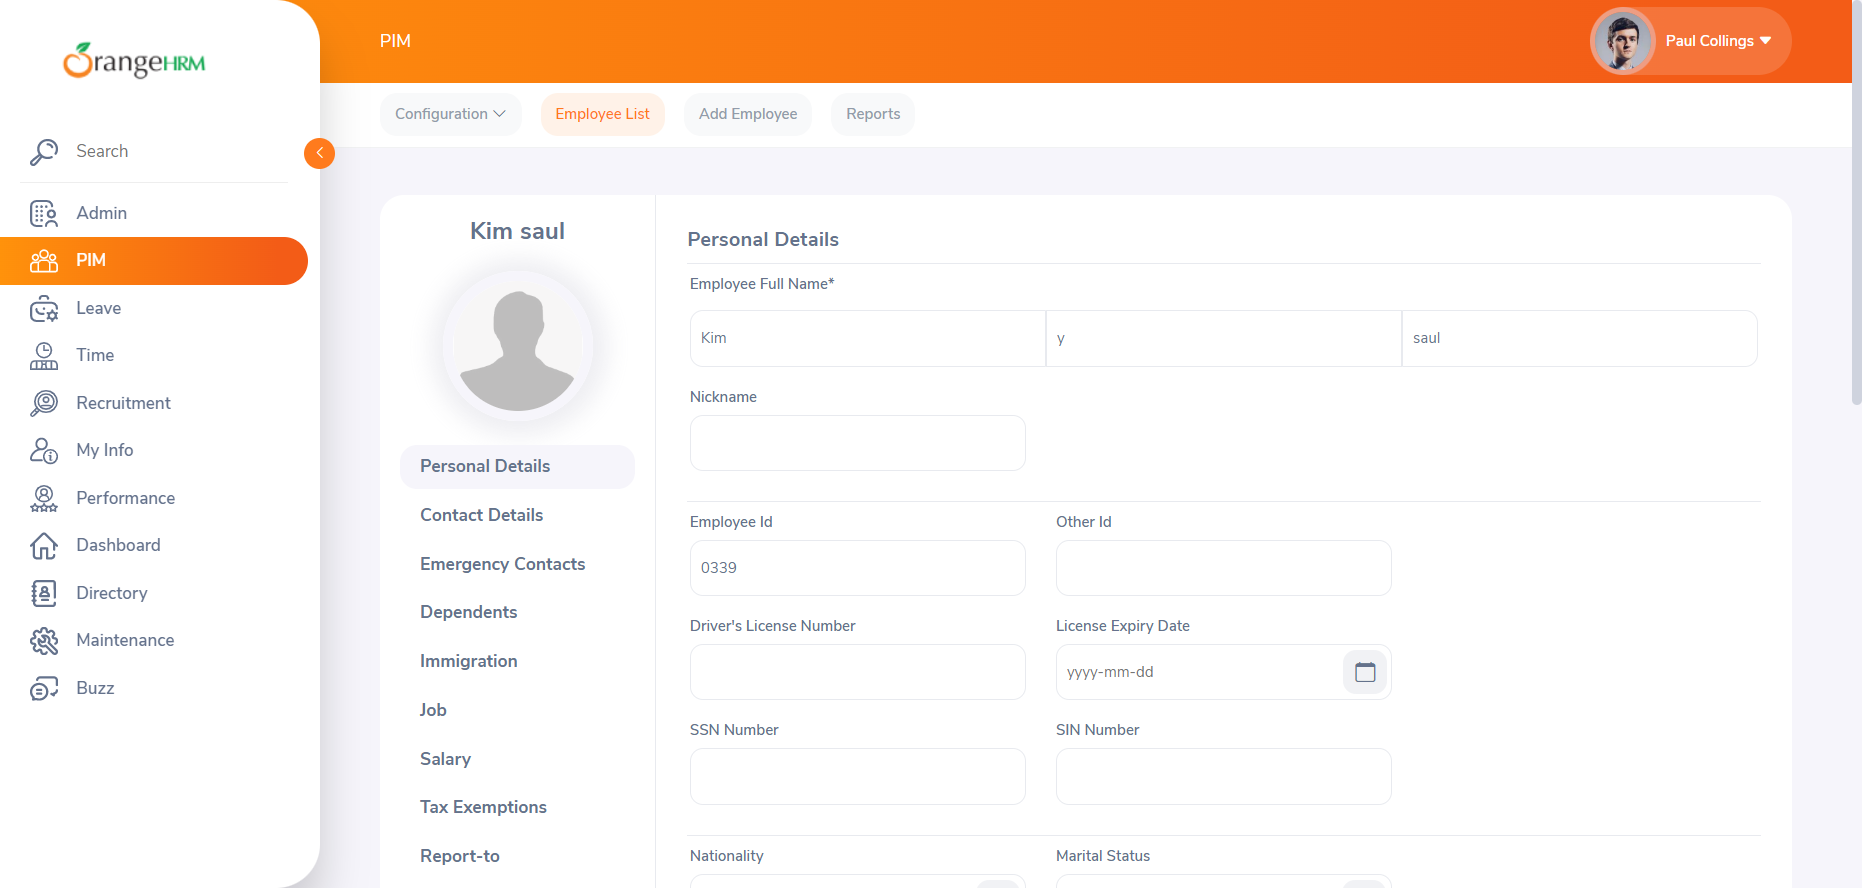 OrangeHRM
Search
Admin
PIM
Leave
Time
Recruitment
My Info
Performance
Dashboard
Directory
Maintenance
Buzz
PIM
Paul Collings
Configuration
Employee List
Add Employee
Reports
Kim saul
Personal Details
Contact Details
Emergency Contacts
Dependents
Immigration
Job
Salary
Tax Exemptions
Report-to
Personal Details
Employee Full Name*
Kim y saul
Nickname
Employee Id Other Id
0339
Driver's License Number License Expiry Date
yyyy-mm-dd
SSN Number SIN Number
Nationality Marital Status